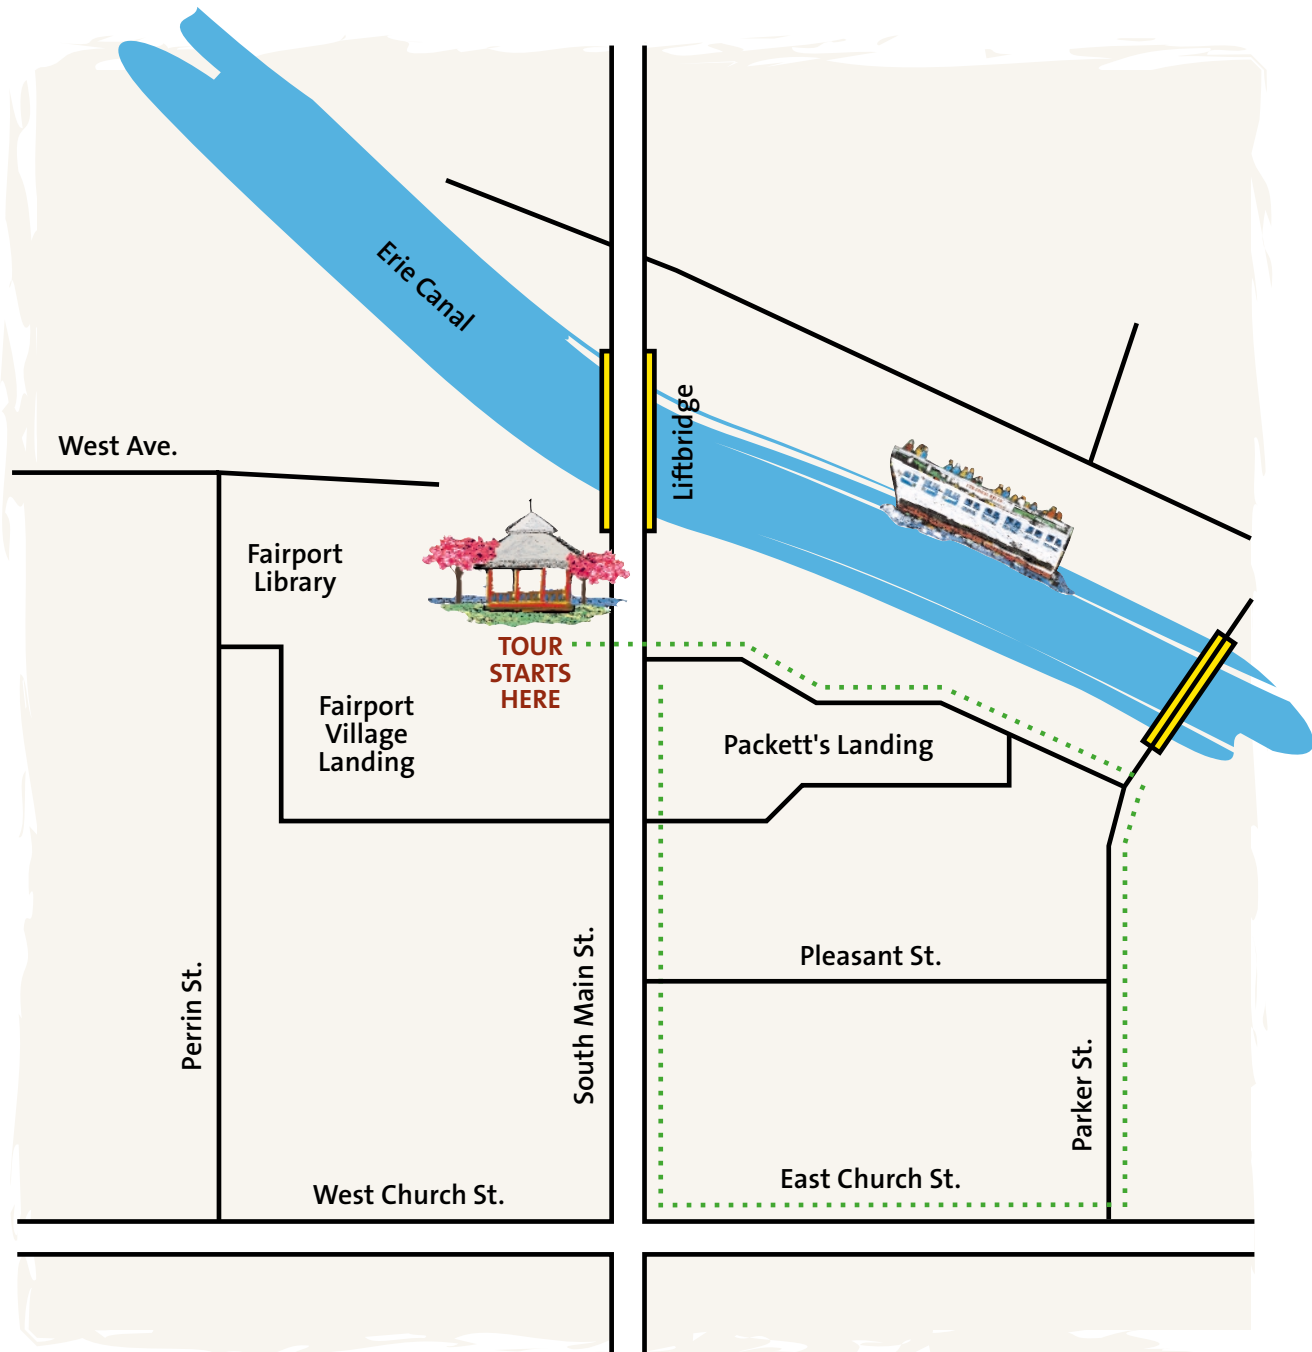 Erie Canal
Liftbridge
West Ave.
Fairport
Library
TOUR
STARTS
HERE
Fairport
Village
Landing
Packett's Landing
Pleasant St.
Perrin St.
South Main St.
Parker St.
East Church St.
West Church St.